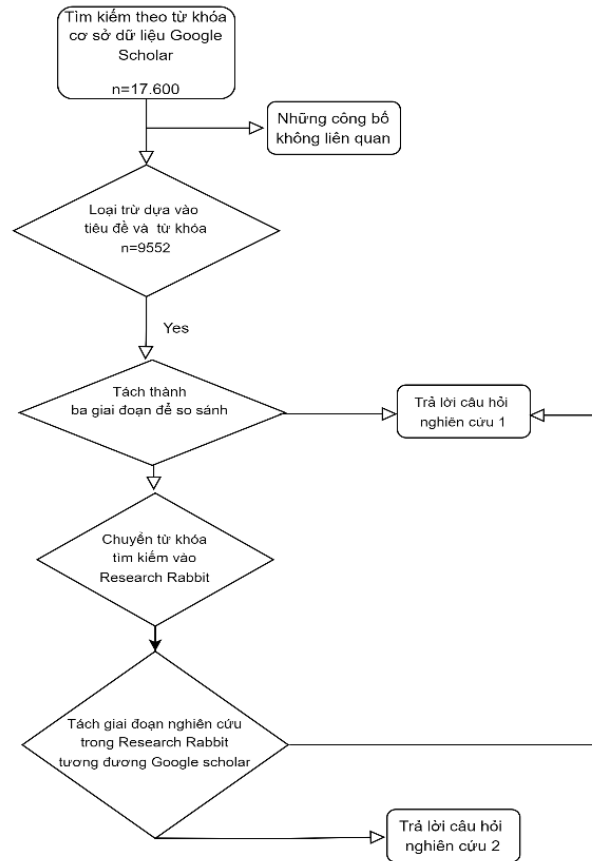 Tìm kiếm theo từ khóa
cơ sở dữ liệu Google
Scholar
n=17.600
Những công bố
không liên quan
Loại trừ dựa vào
tiêu đề và từ khóa
n=9552
Yes
Tách thành
ba giai đoạn để so sánh
Trả lời câu hỏi
nghiên cứu 1
Chuyển từ khóa
tìm kiếm vào
Research Rabbit
Tách giai đoạn nghiên cứu
trong Research Rabbit
tương đương Google scholar
Trả lời câu hỏi
nghiên cứu 2